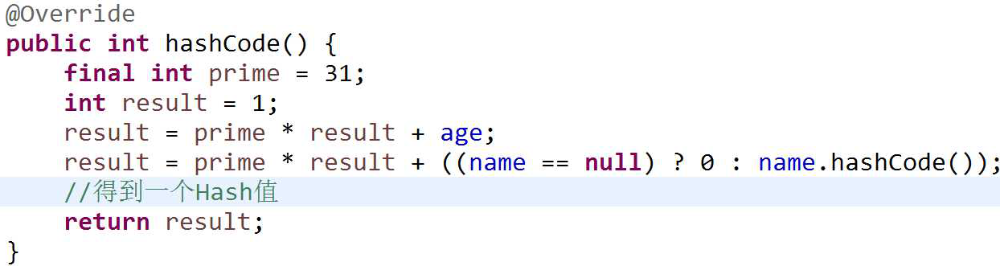 @Override
public int hashCode() {
    final int prime = 31;
    int result = 1;
    result = prime * result + age;
    result = prime * result + ((name == null) ? 0 : name.hashCode());
    //得到一个Hash值
    return result;
}